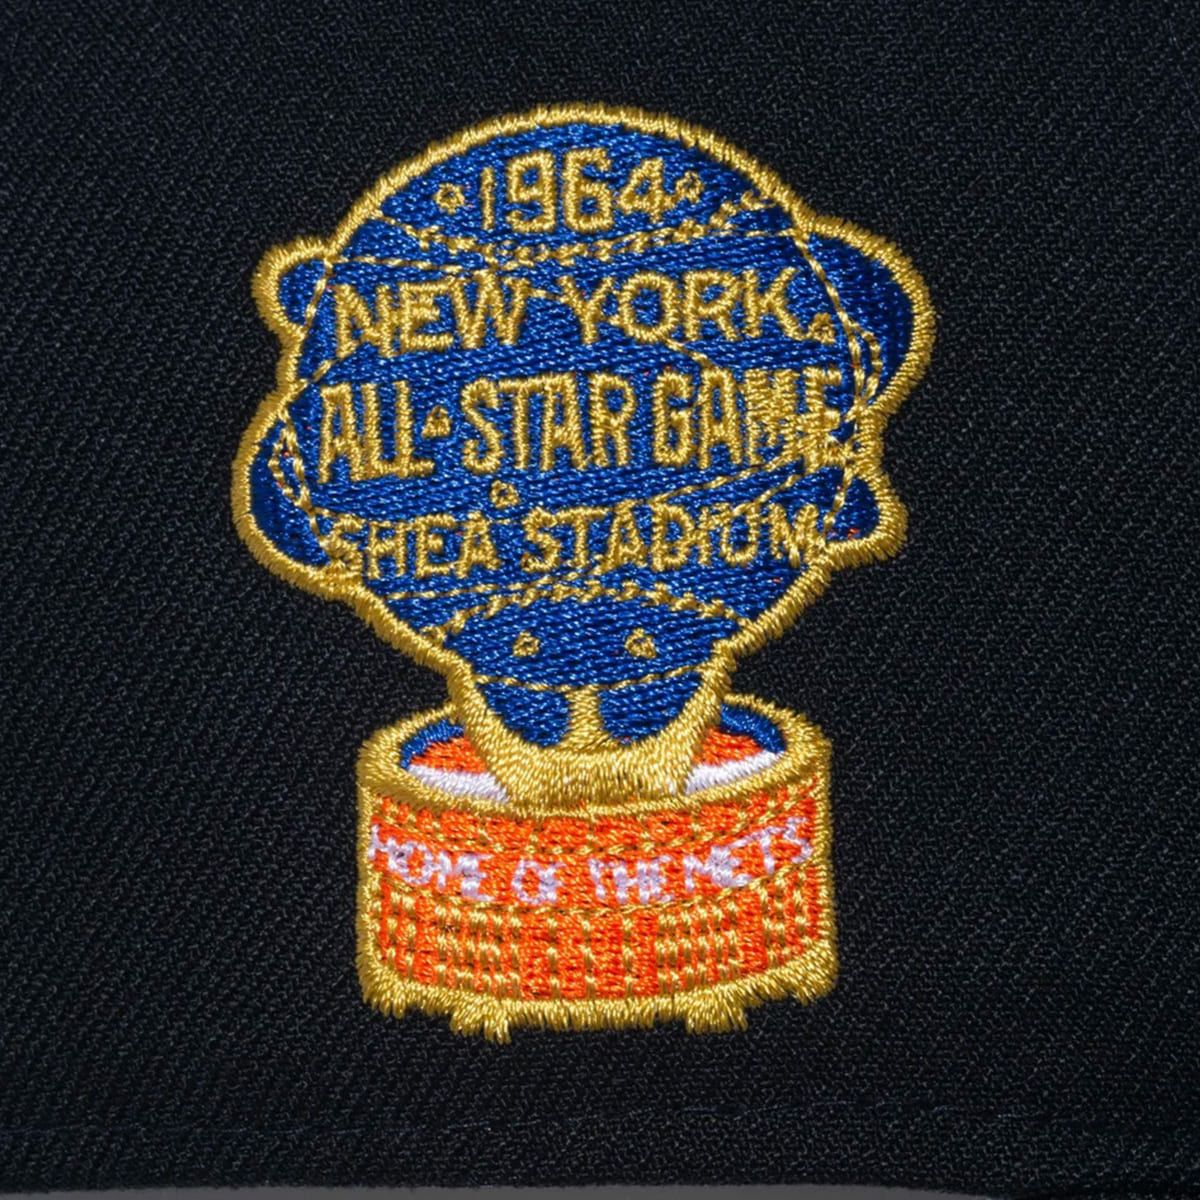 1964
NEW YORK
ALL-STAR GAME
SHEA STADIUM
HOME OF THE METS